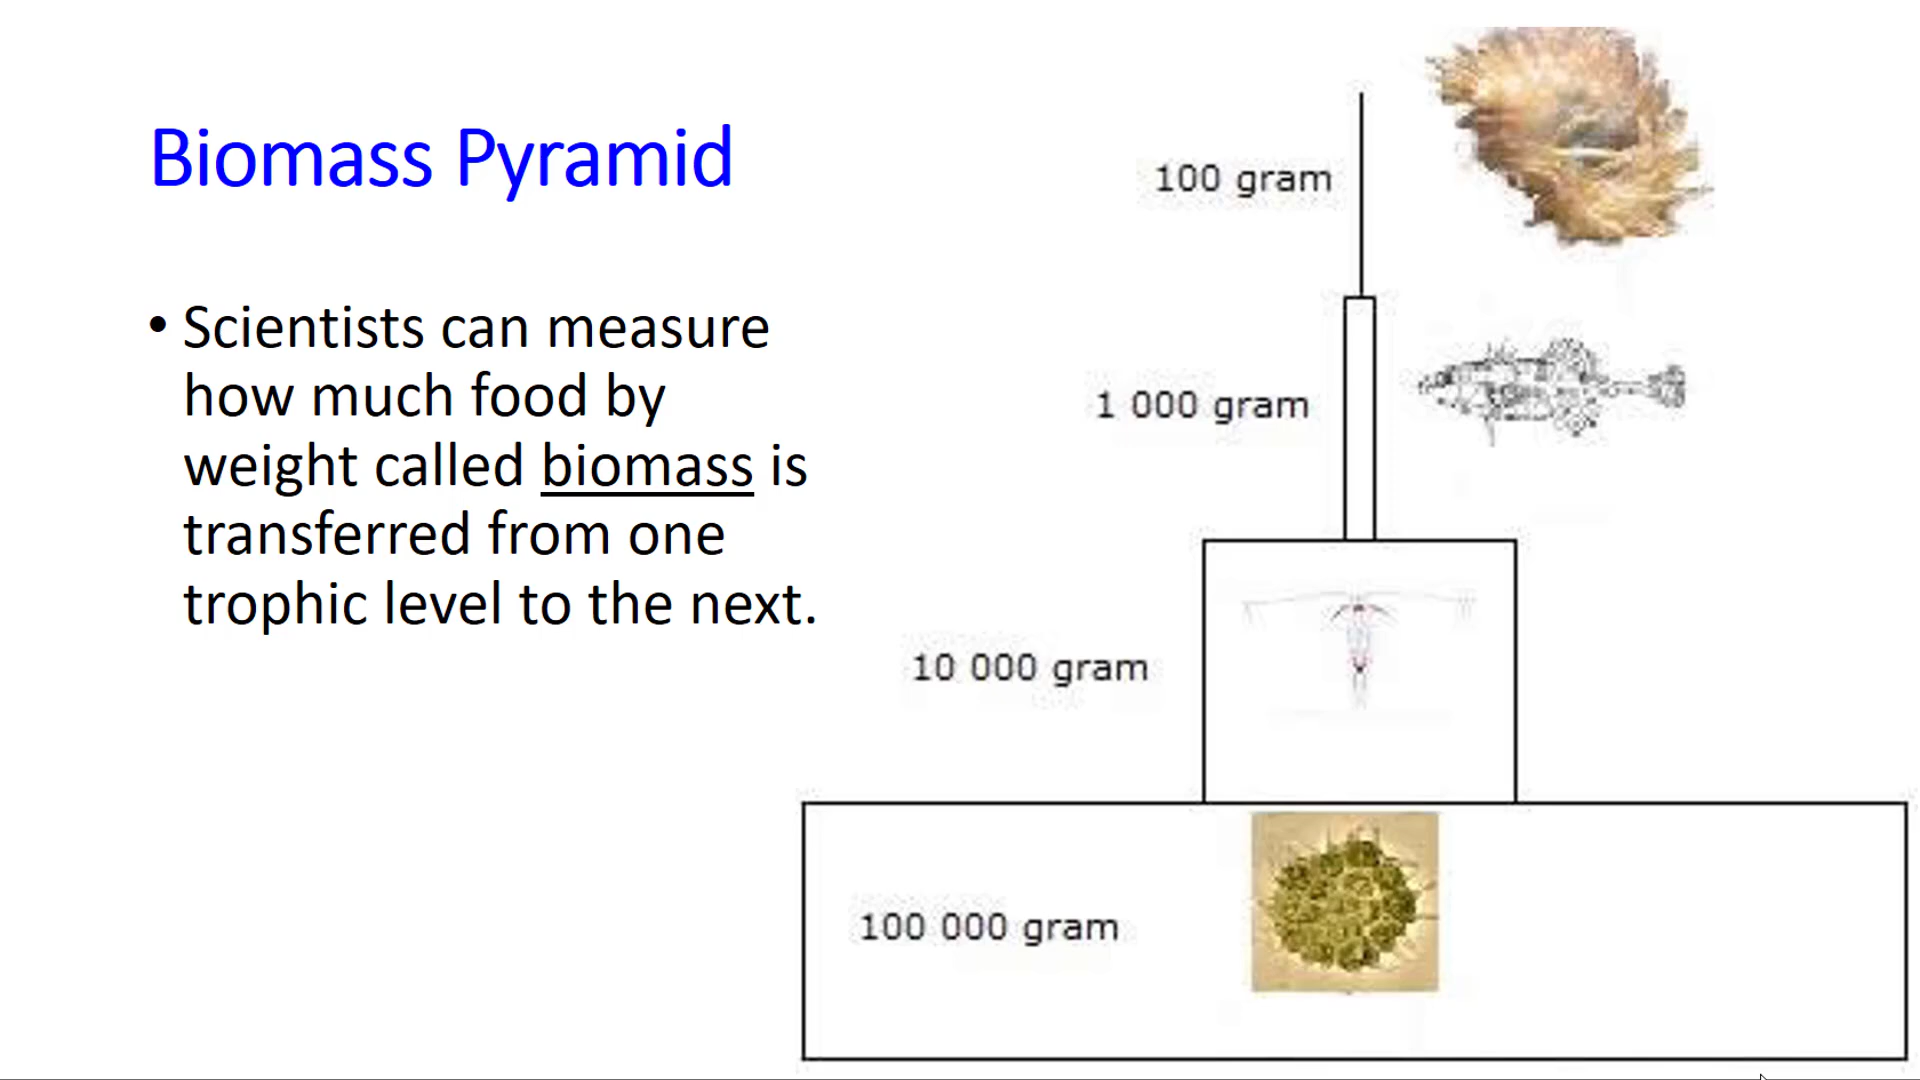 Biomass Pyramid
• Scientists can measure
how much food by
weight called biomass is
transferred from one
trophic level to the next.
100 gram
1 000 gram
10 000 gram
100 000 gram